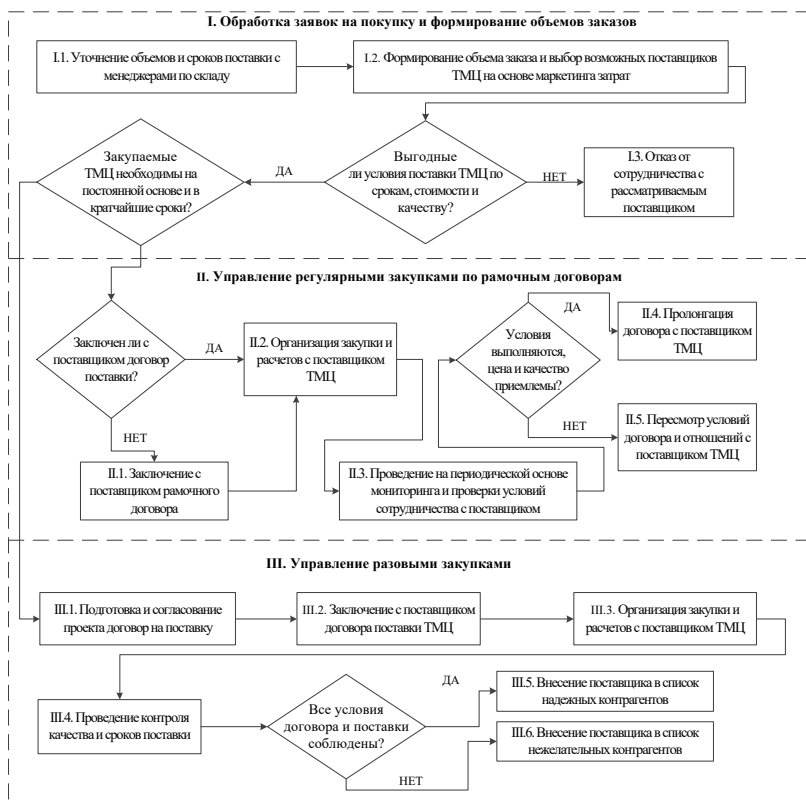 I. Обработка заявок на покупку и формирование объемов заказов
I.1. Уточнение объемов и сроков поставки с
менеджерами по складу
I.2. Формирование объема заказа и выбор возможных поставщиков
ТМЦ на основе маркетинга затрат
Закупаемые
ТМЦ необходимы на
постоянной основе и в
кратчайшие сроки?
ДА
Выгодные
ли условия поставки ТМЦ по
срокам, стоимости и
качеству?
НЕТ
I.3. Отказ от
сотрудничества с
рассматриваемым
поставщиком
II. Управление регулярными закупками по рамочным договорам
Заключен ли с
поставщиком договор
поставки?
ДА
НЕТ
II.1. Заключение с
поставщиком рамочного
договора
II.2. Организация закупки и
расчетов с поставщиком
ТМЦ
II.3. Проведение на периодической основе
мониторинга и проверки условий
сотрудничества с поставщиком
Условия
выполняются,
цена и качество
приемлемы?
ДА
НЕТ
II.4. Пролонгация
договора с поставщиком
ТМЦ
II.5. Пересмотр условий
договора и отношений с
поставщиком ТМЦ
III. Управление разовыми закупками
III.1. Подготовка и согласование
проекта договор на поставку
III.2. Заключение с поставщиком
договора поставки ТМЦ
III.3. Организация закупки и
расчетов с поставщиком ТМЦ
III.4. Проведение контроля
качества и сроков поставки
Все условия
договора и поставки
соблюдены?
ДА
НЕТ
III.5. Внесение поставщика в список
надежных контрагентов
III.6. Внесение поставщика в список
нежелательных контрагентов